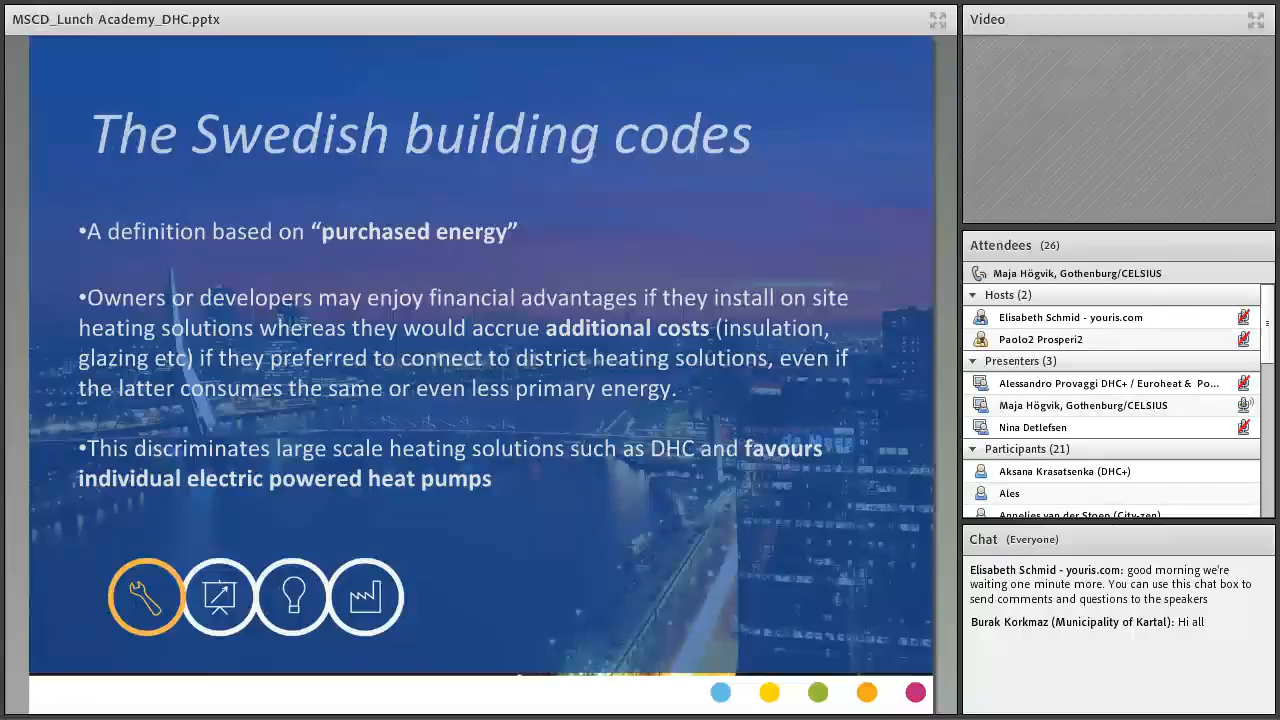 MSCD_Lunch Academy_DHC.pptx
The Swedish building codes
•A definition based on “purchased energy”
•Owners or developers may enjoy financial advantages if they install on site
heating solutions whereas they would accrue additional costs (insulation,
glazing etc) if they preferred to connect to district heating solutions, even if
the latter consumes the same or even less primary energy.
•This discriminates large scale heating solutions such as DHC and favours
individual electric powered heat pumps
Video
Attendees (26)
Maja Högvik, Gothenburg/CELSIUS
Hosts (2)
Elisabeth Schmid - youris.com
Paolo2 Prosperi2
Presenters (3)
Alessandro Provaggi DHC+ / Euroheat & Po...
Maja Högvik, Gothenburg/CELSIUS
Nina Detlefsen
Participants (21)
Aksana Krasatsenka (DHC+)
Ales
Annelies van der Stoep (City-zen)
Chat (Everyone)
Elisabeth Schmid - youris.com: good morning we're
waiting one minute more. You can use this chat box to
send comments and questions to the speakers
Burak Korkmaz (Municipality of Kartal): Hi all